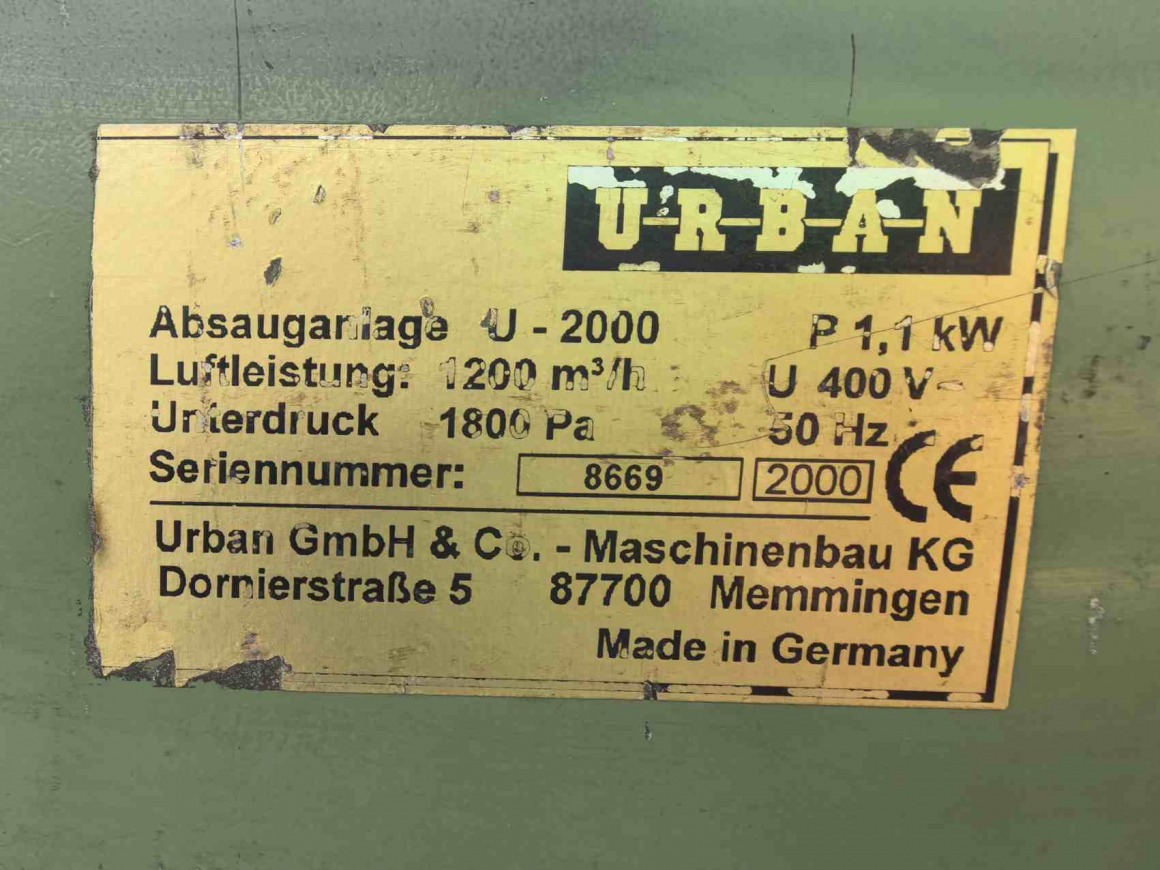 U-R-B-A-N
Absauganlage U - 2000 P 1,1 kW
Luftleistung: 1200 m³/h U 400 V~
Unterdruck 1800 Pa 50 Hz
Seriennummer: 8669 2000 CE
Urban GmbH & Co. - Maschinenbau KG
Dornierstraße 5 87700 Memmingen
Made in Germany